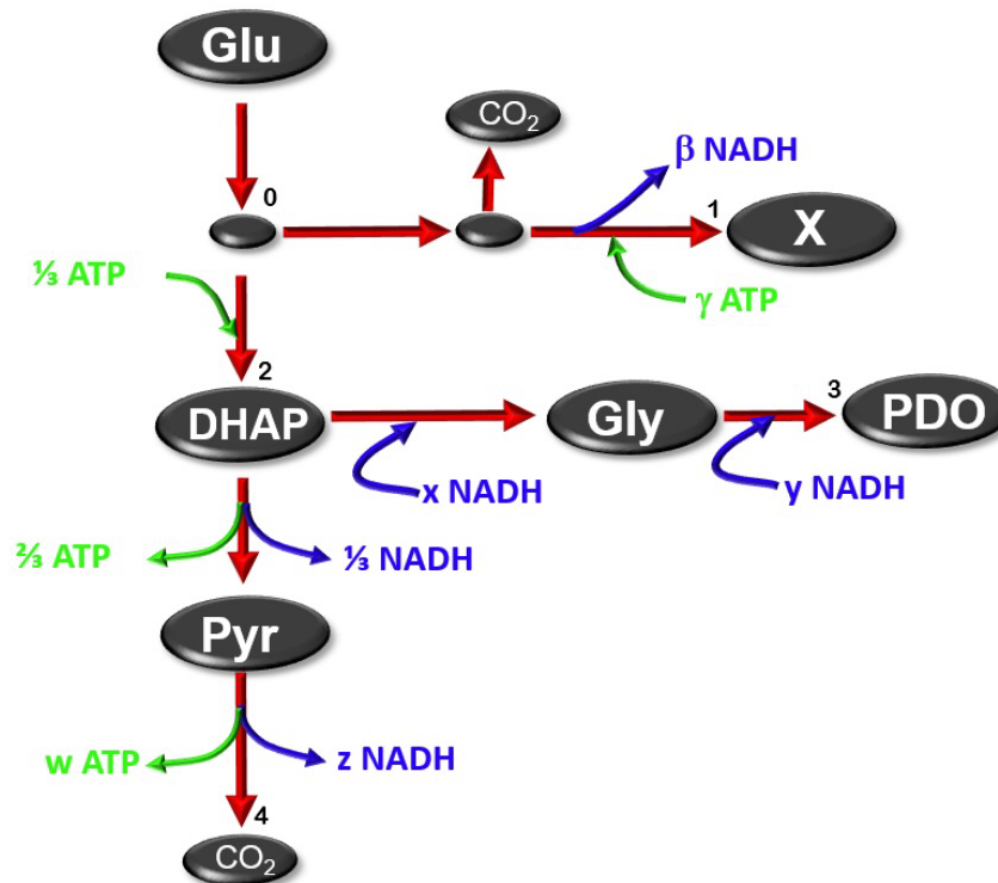 Glu
CO₂
β NADH
0
1
X
⅓ ATP
γ ATP
2
DHAP
Gly
3
PDO
x NADH
y NADH
⅔ ATP
⅓ NADH
Pyr
w ATP
z NADH
4
CO₂